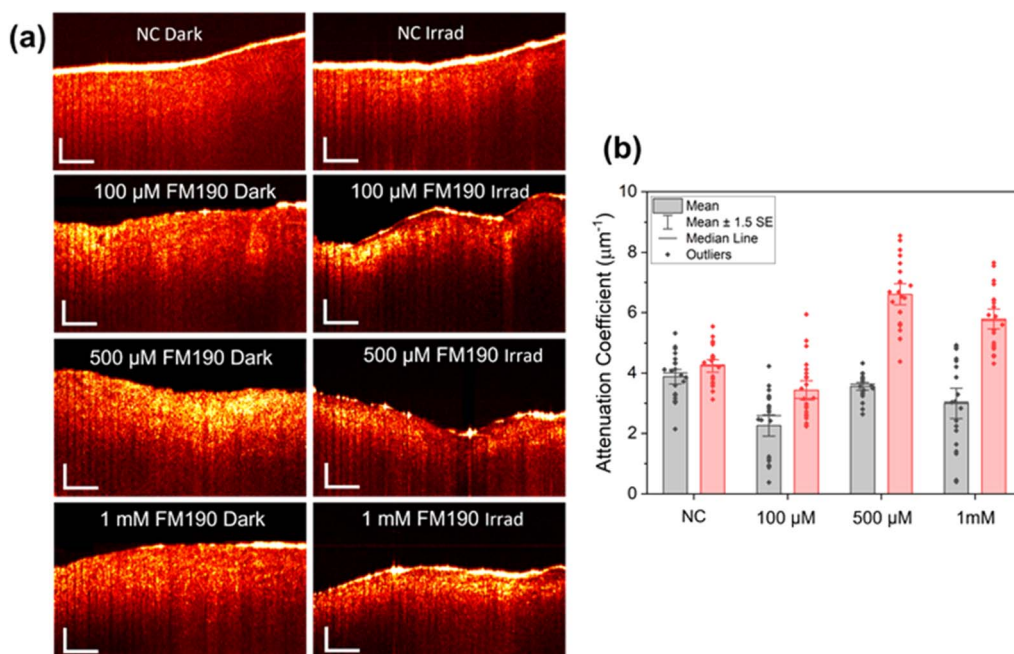 (a)
NC Dark
NC Irrad
100 μM FM190 Dark
100 μM FM190 Irrad
500 μM FM190 Dark
500 μM FM190 Irrad
1 mM FM190 Dark
1 mM FM190 Irrad
(b)
Attenuation Coefficient (μm⁻¹)
10
8
6
4
2
0
Mean
Mean ± 1.5 SE
Median Line
Outliers
NC
100 μM
500 μM
1mM